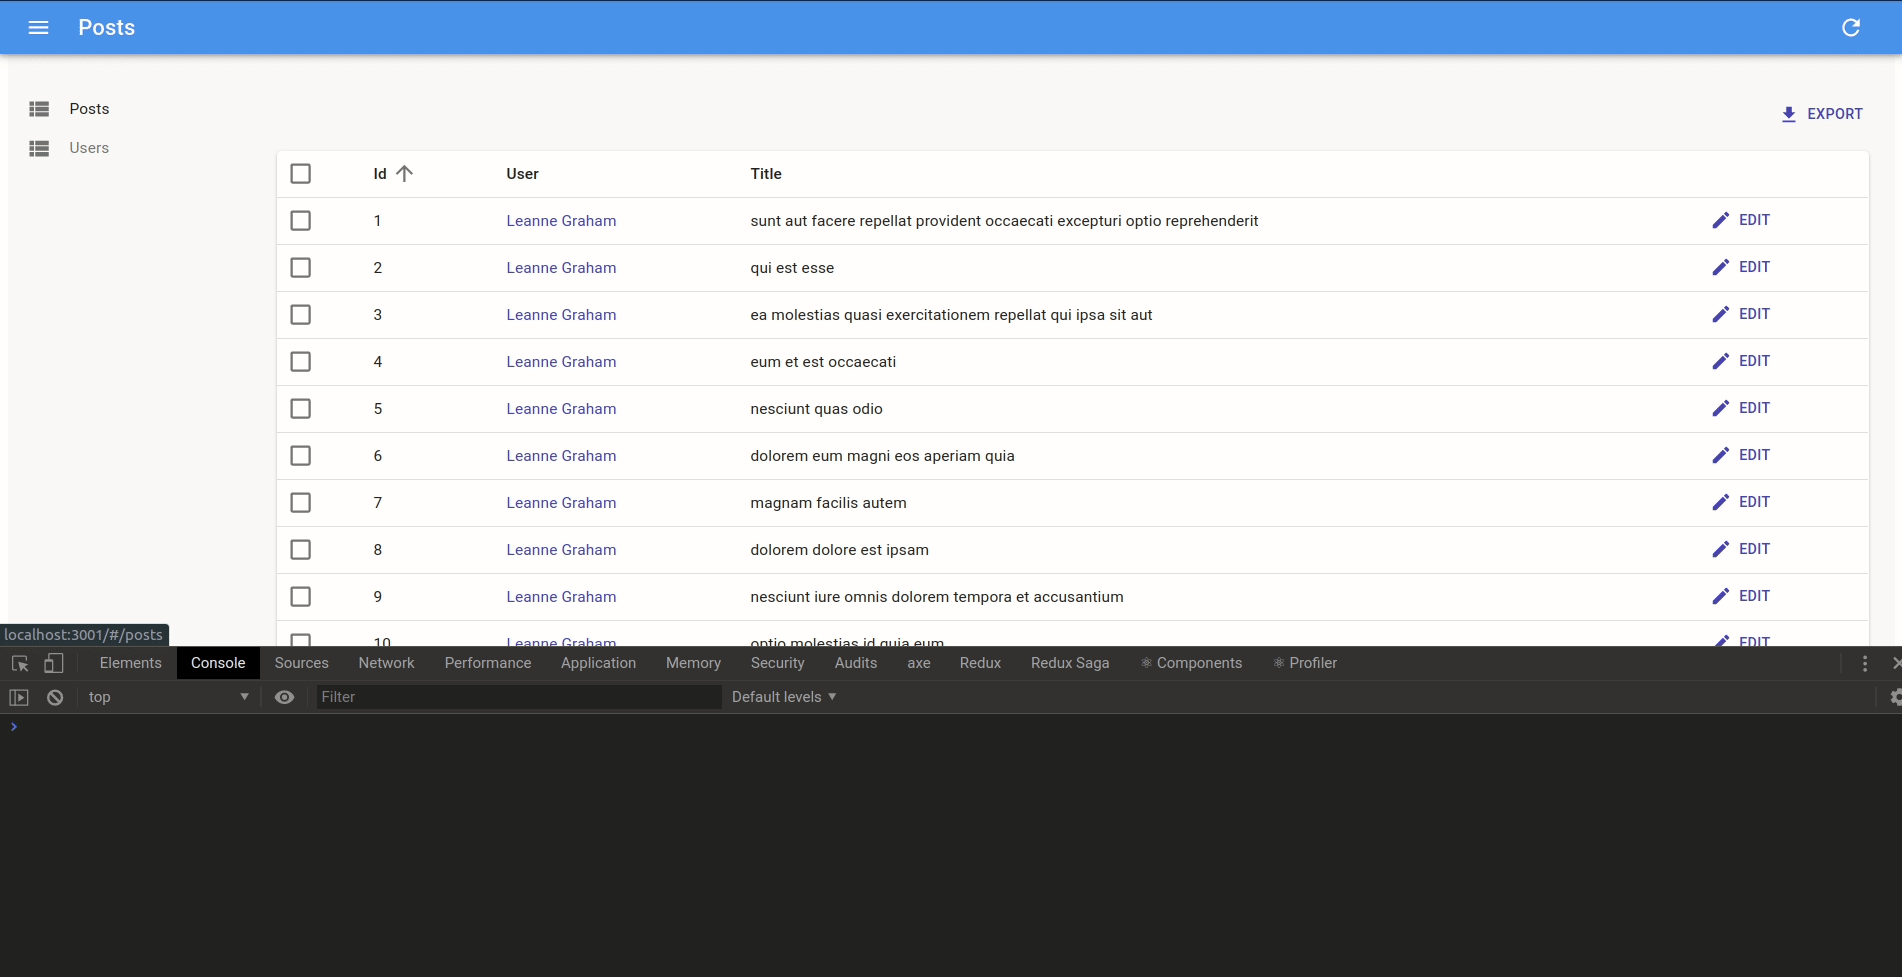 Posts
Posts
Users
EXPORT
Id User Title
1 Leanne Graham sunt aut facere repellat provident occaecati excepturi optio reprehenderit EDIT
2 Leanne Graham qui est esse EDIT
3 Leanne Graham ea molestias quasi exercitationem repellat qui ipsa sit aut EDIT
4 Leanne Graham eum et est occaecati EDIT
5 Leanne Graham nesciunt quas odio EDIT
6 Leanne Graham dolorem eum magni eos aperiam quia EDIT
7 Leanne Graham magnam facilis autem EDIT
8 Leanne Graham dolorem dolore est ipsam EDIT
9 Leanne Graham nesciunt iure omnis dolorem tempora et accusantium EDIT
10 Leanne Graham optio molestias id quia eum EDIT
localhost:3001/#/posts
Elements Console Sources Network Performance Application Memory Security Audits axe Redux Redux Saga Components Profiler
top Filter Default levels